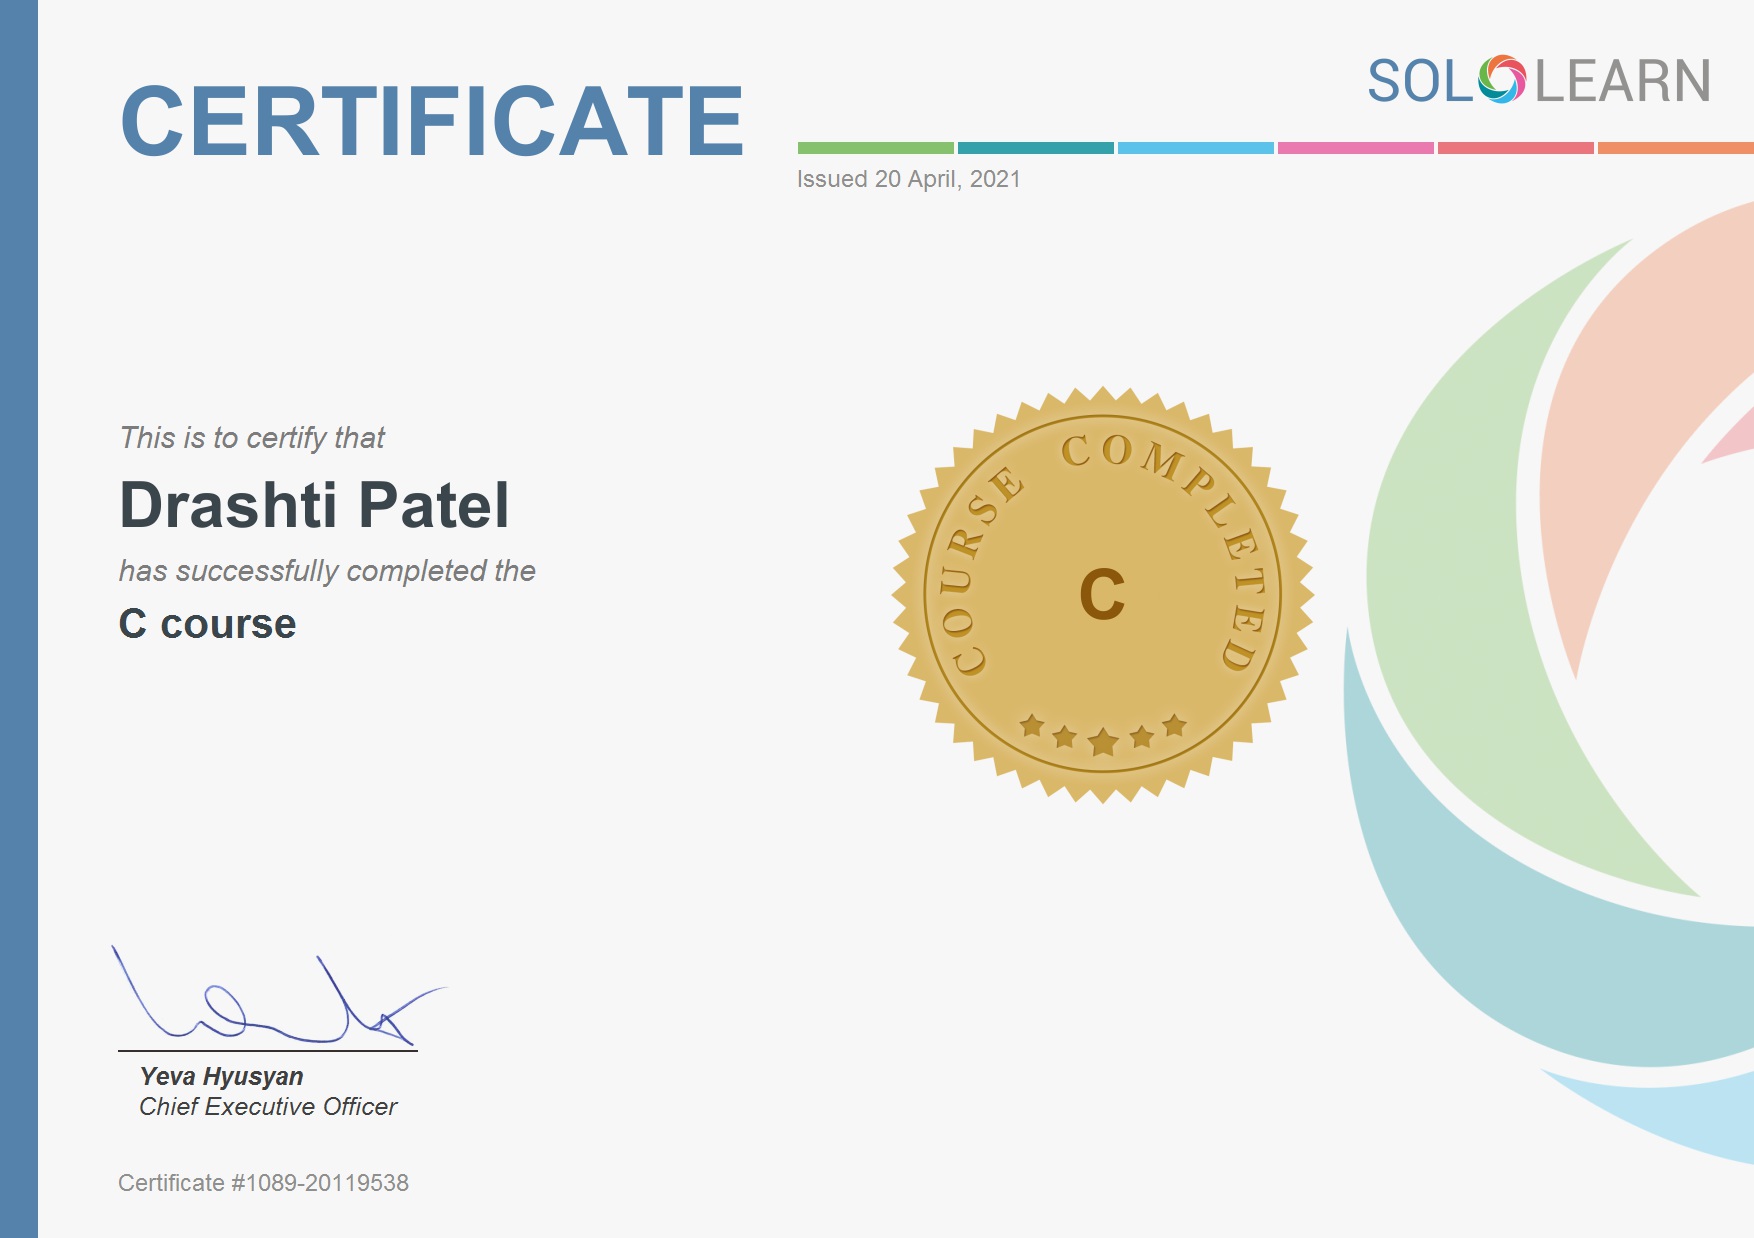 CERTIFICATE
SOLOLEARN
Issued 20 April, 2021
This is to certify that
Drashti Patel
has successfully completed the
C course
COURSE COMPLETED
C
Yeva Hyusyan
Chief Executive Officer
Certificate #1089-20119538